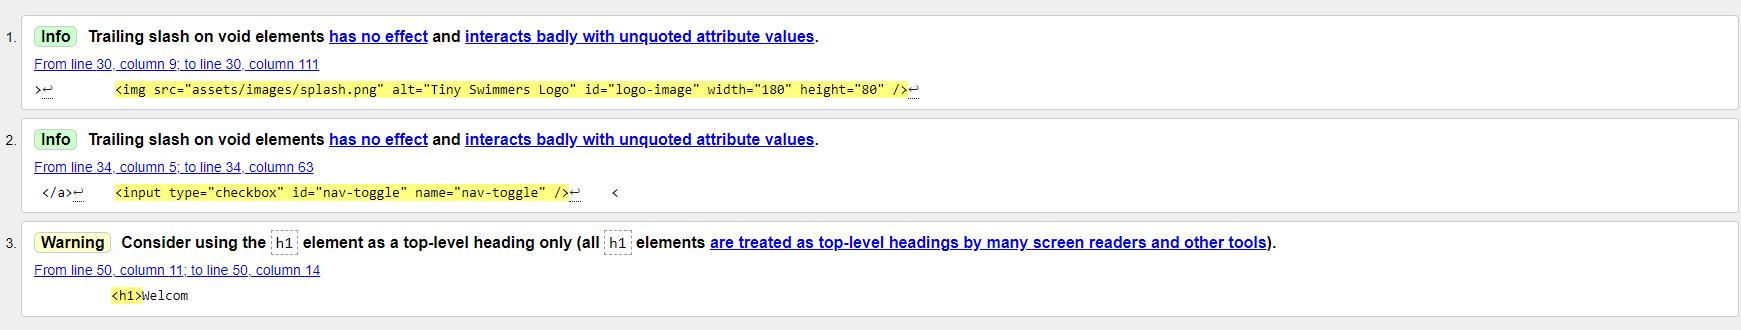 1. Info Trailing slash on void elements has no effect and interacts badly with unquoted attribute values.
From line 30, column 9; to line 30, column 111
>↩ <img src="assets/images/splash.png" alt="Tiny Swimmers Logo" id="logo-image" width="180" height="80" />↩
2. Info Trailing slash on void elements has no effect and interacts badly with unquoted attribute values.
From line 34, column 5; to line 34, column 63
</a>↩ <input type="checkbox" id="nav-toggle" name="nav-toggle" />↩ <
3. Warning Consider using the h1 element as a top-level heading only (all h1 elements are treated as top-level headings by many screen readers and other tools).
From line 50, column 11; to line 50, column 14
<h1>Welcom